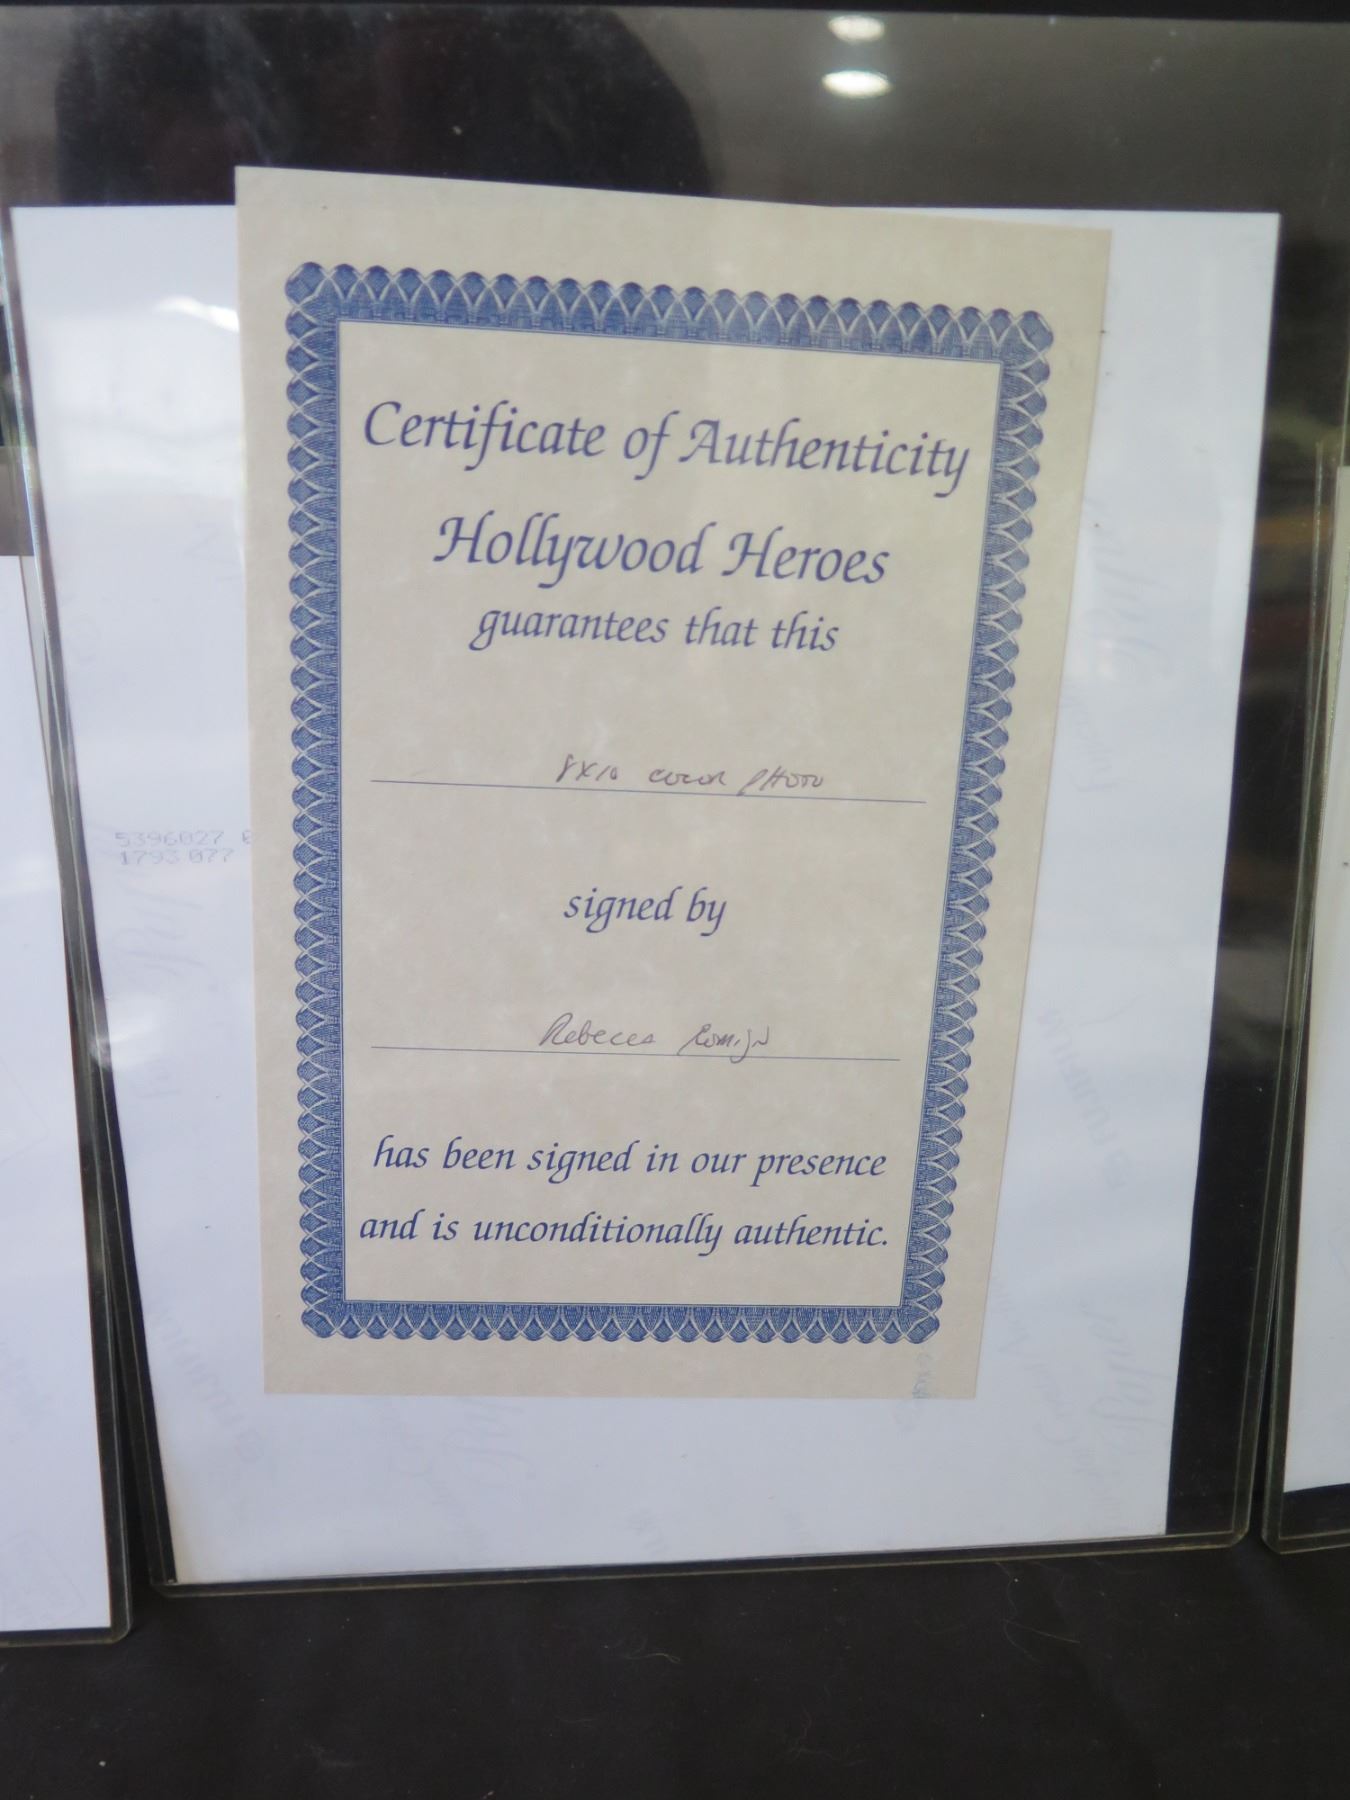 Certificate of Authenticity
Hollywood Heroes
guarantees that this
8X10 COLOR PHOTO
signed by
Rebecca Romijn
has been signed in our presence
and is unconditionally authentic.
5396027
1793 077